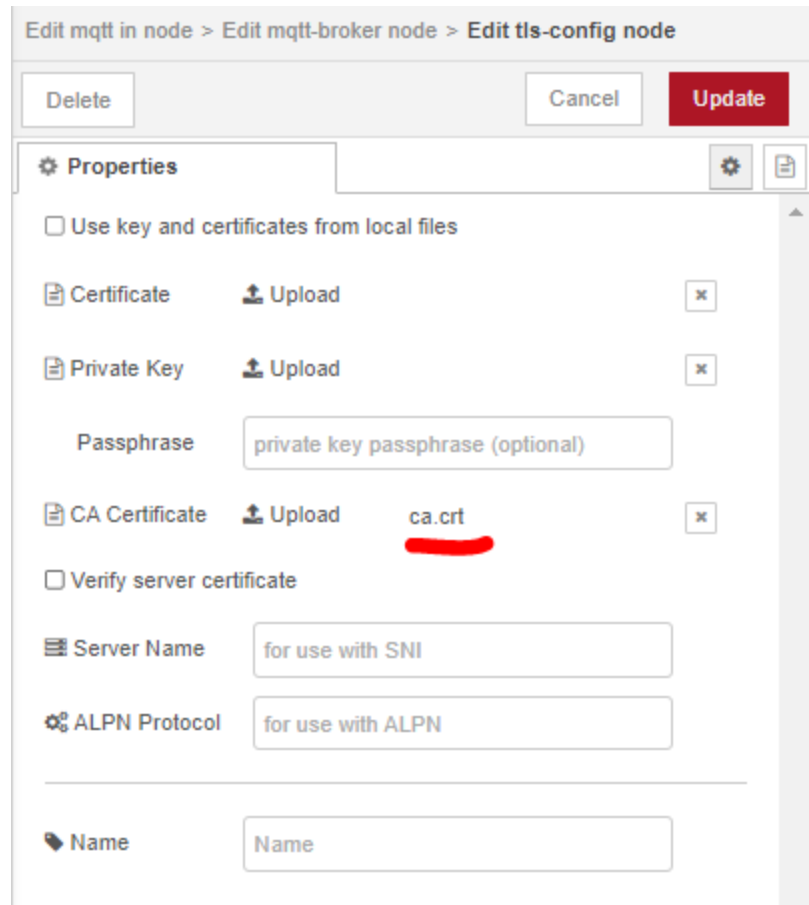 Edit mqtt in node > Edit mqtt-broker node > Edit tls-config node
Delete Cancel Update
Properties
Use key and certificates from local files
Certificate Upload
Private Key Upload
Passphrase private key passphrase (optional)
CA Certificate Upload ca.crt
Verify server certificate
Server Name for use with SNI
ALPN Protocol for use with ALPN
Name Name